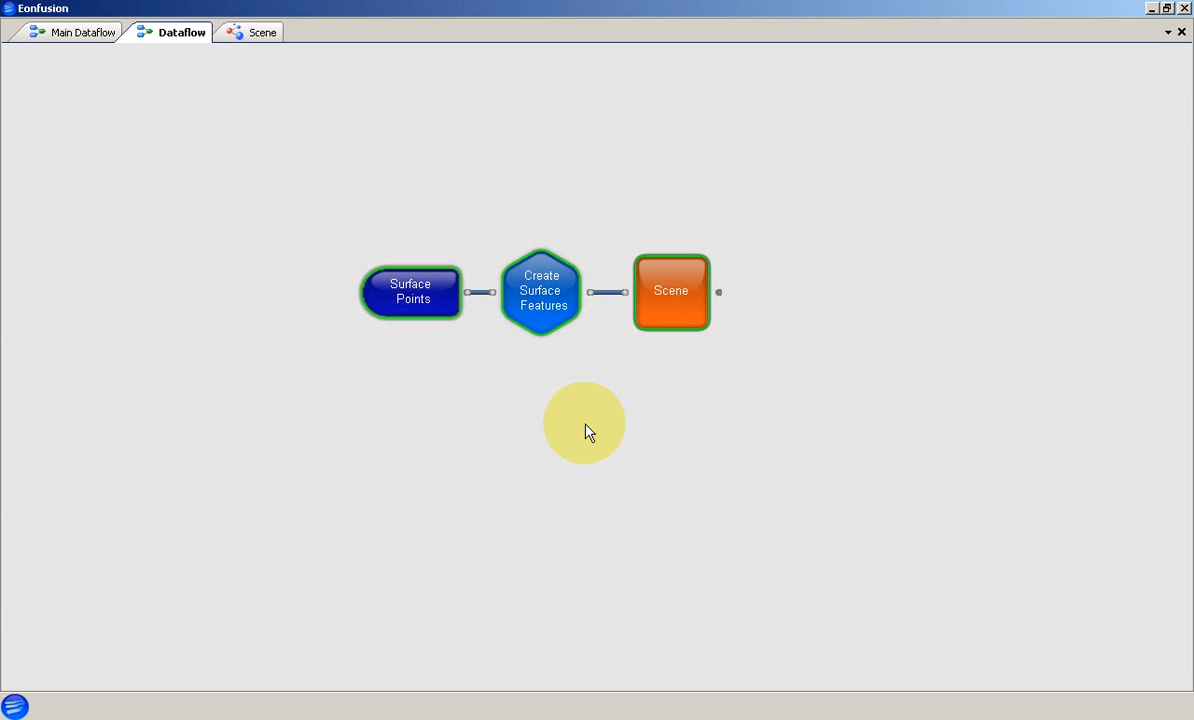 Eonfusion
Main Dataflow
Dataflow
Scene
Surface
Points
Create
Surface
Features
Scene